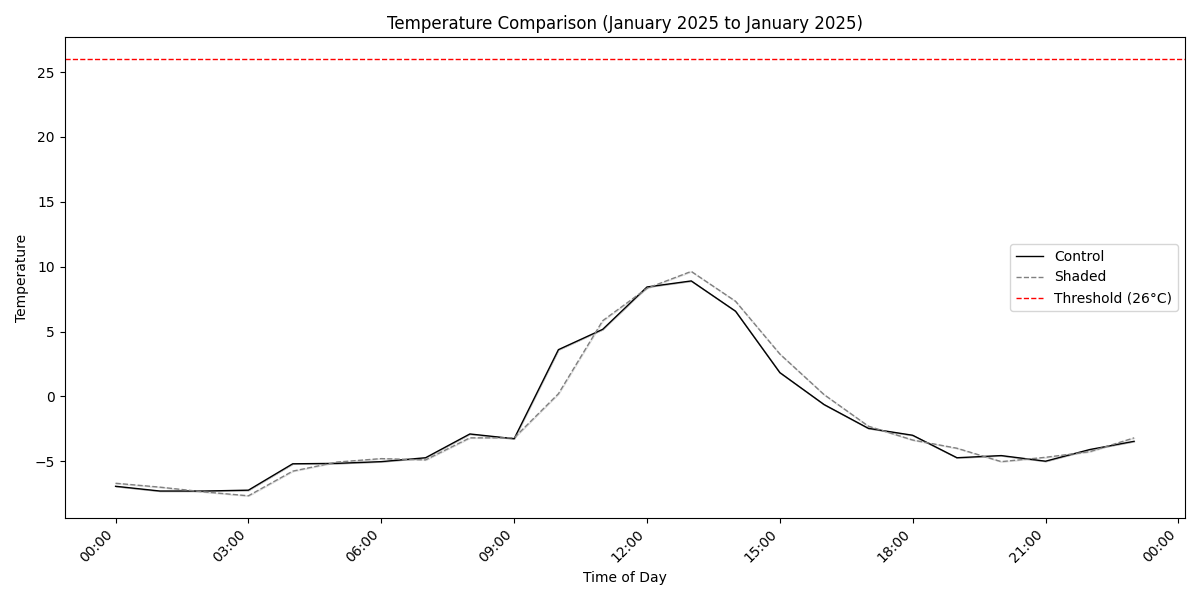 Temperature Comparison (January 2025 to January 2025)
Temperature
25
20
15
10
5
0
−5
Control
Shaded
Threshold (26°C)
00:00
03:00
06:00
09:00
12:00
15:00
18:00
21:00
00:00
Time of Day